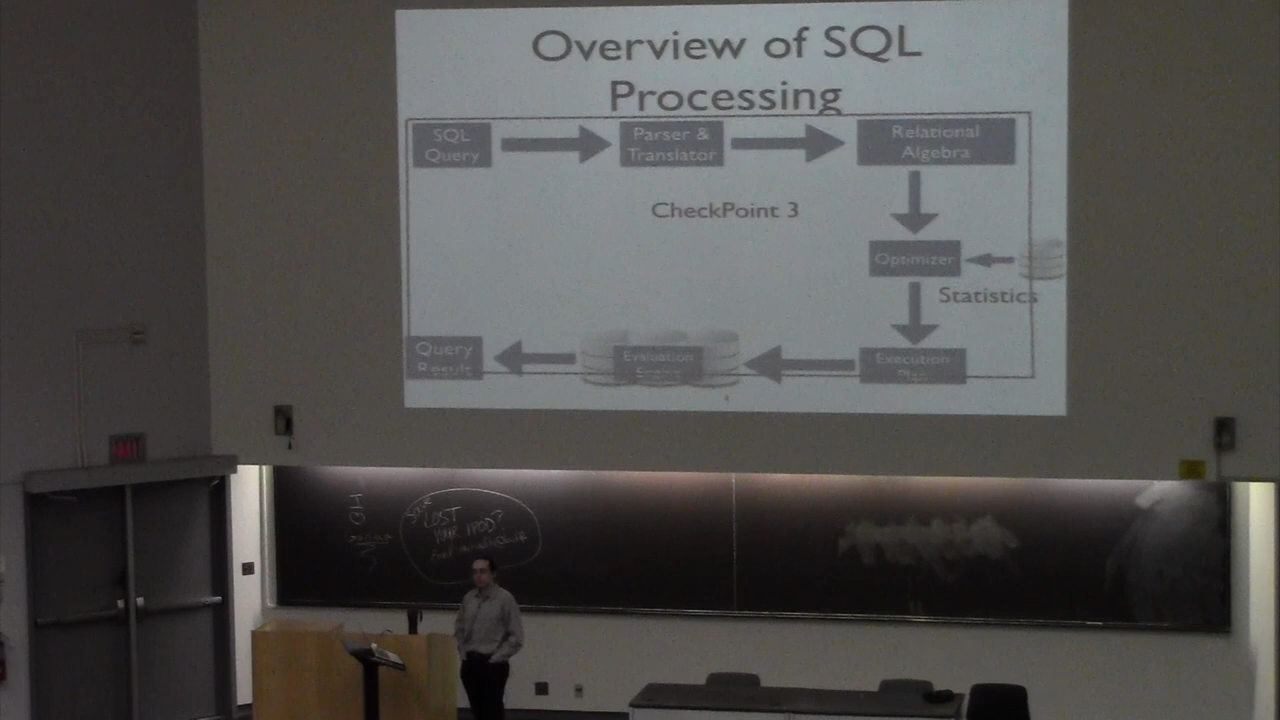 Overview of SQL
Processing
SQL
Query
Parser &
Translator
Relational
Algebra
CheckPoint 3
Optimizer
Statistics
Query
Result
Evaluation
Engine
Execution
Plan
EXIT
LOST
YOUR IPOD?